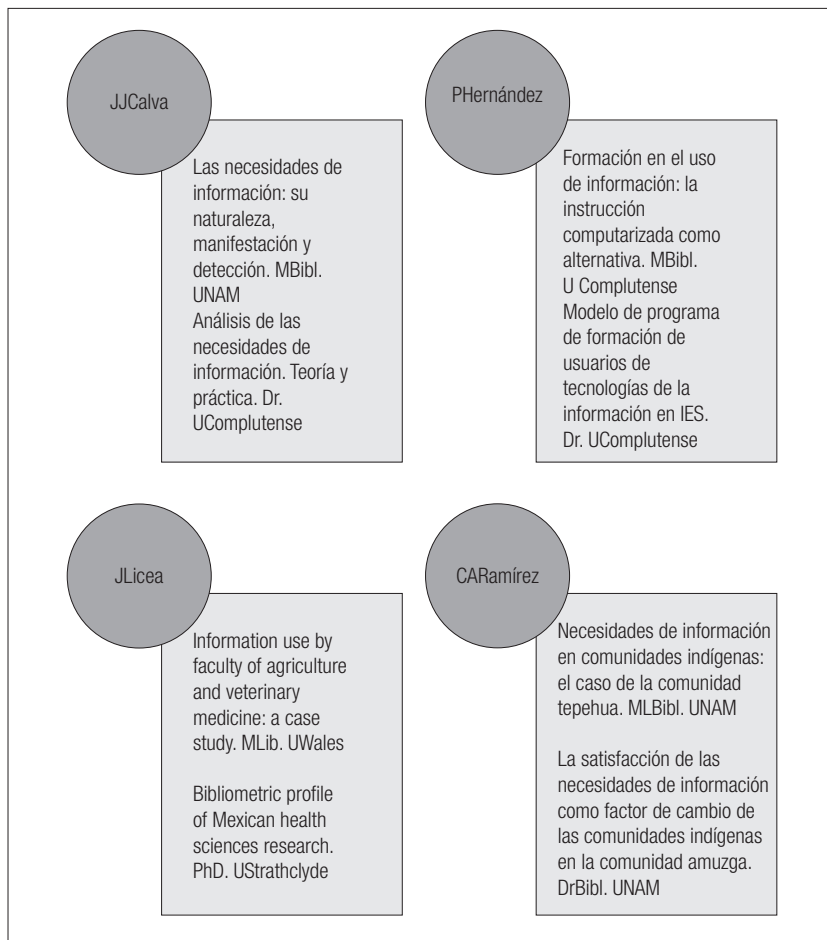 JJCalva
Las necesidades de
información: su
naturaleza,
manifestación y
detección. MBibl.
UNAM
Análisis de las
necesidades de
información. Teoría y
práctica. Dr.
UComplutense
PHernández
Formación en el uso
de información: la
instrucción
computarizada como
alternativa. MBibl.
U Complutense
Modelo de programa
de formación de
usuarios de
tecnologías de la
información en IES.
Dr. UComplutense
JLicea
Information use by
faculty of agriculture
and veterinary
medicine: a case
study. MLib. UWales
Bibliometric profile
of Mexican health
sciences research.
PhD. UStrathclyde
CARamírez
Necesidades de información
en comunidades indígenas:
el caso de la comunidad
tepehua. MLBibl. UNAM
La satisfacción de las
necesidades de información
como factor de cambio de
las comunidades indígenas
en la comunidad amuzga.
DrBibl. UNAM